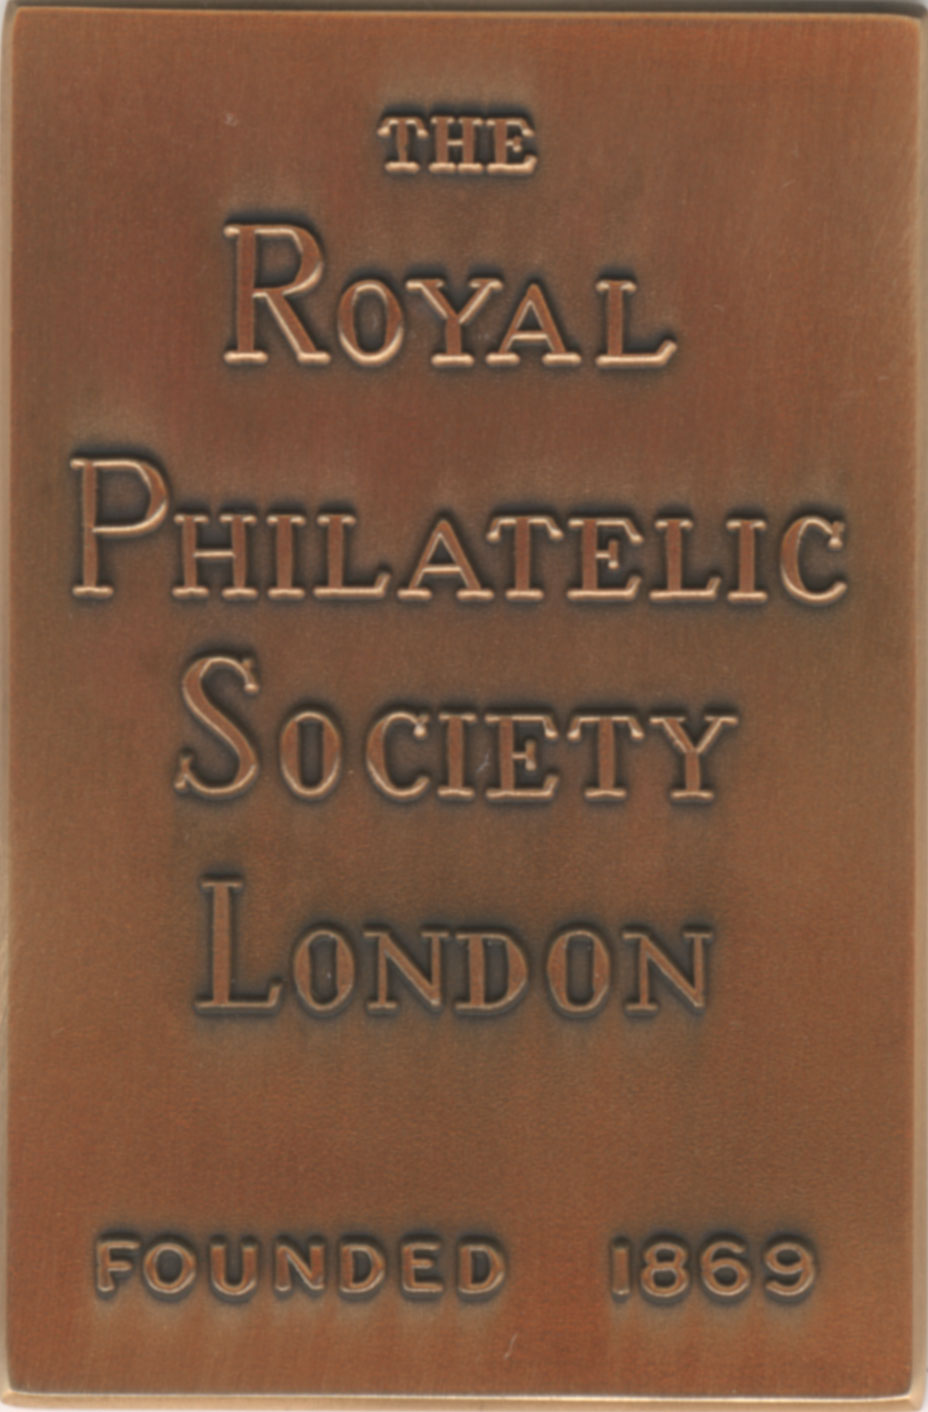 THE
ROYAL
PHILATELIC
SOCIETY
LONDON
FOUNDED 1869